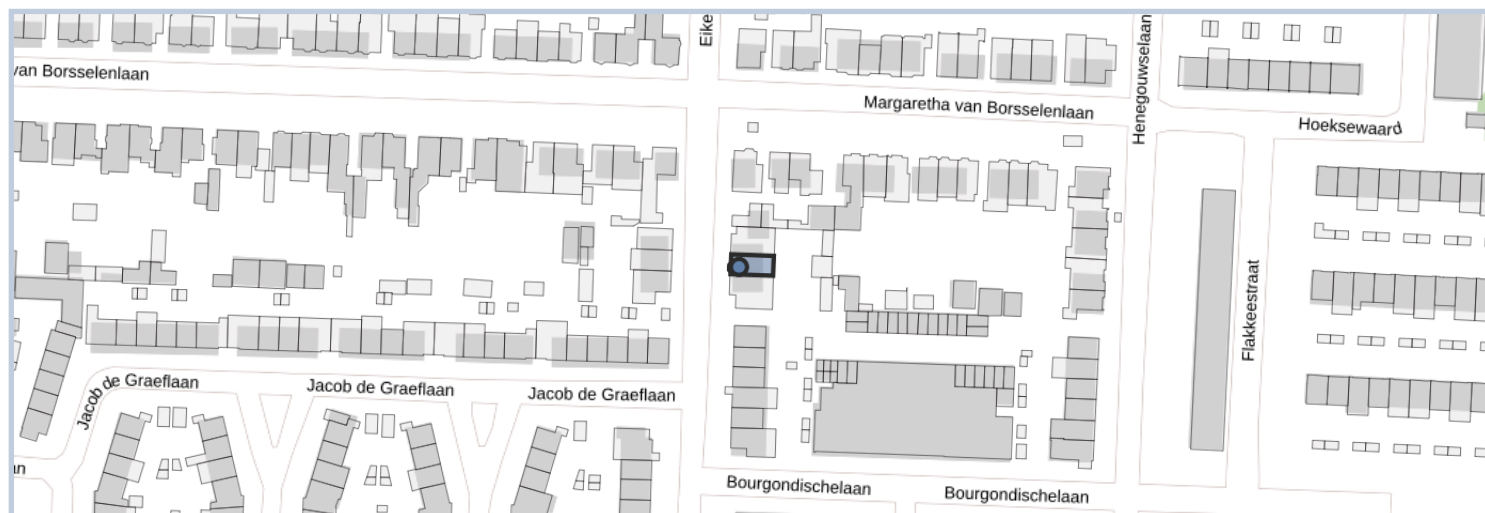 Eike
Henegouwselaan
van Borsselenlaan
Margaretha van Borsselenlaan
Hoeksewaard
Flakkeestraat
Jacob de Graeflaan
Jacob de Graeflaan
Jacob de Graeflaan
an
Bourgondischelaan
Bourgondischelaan